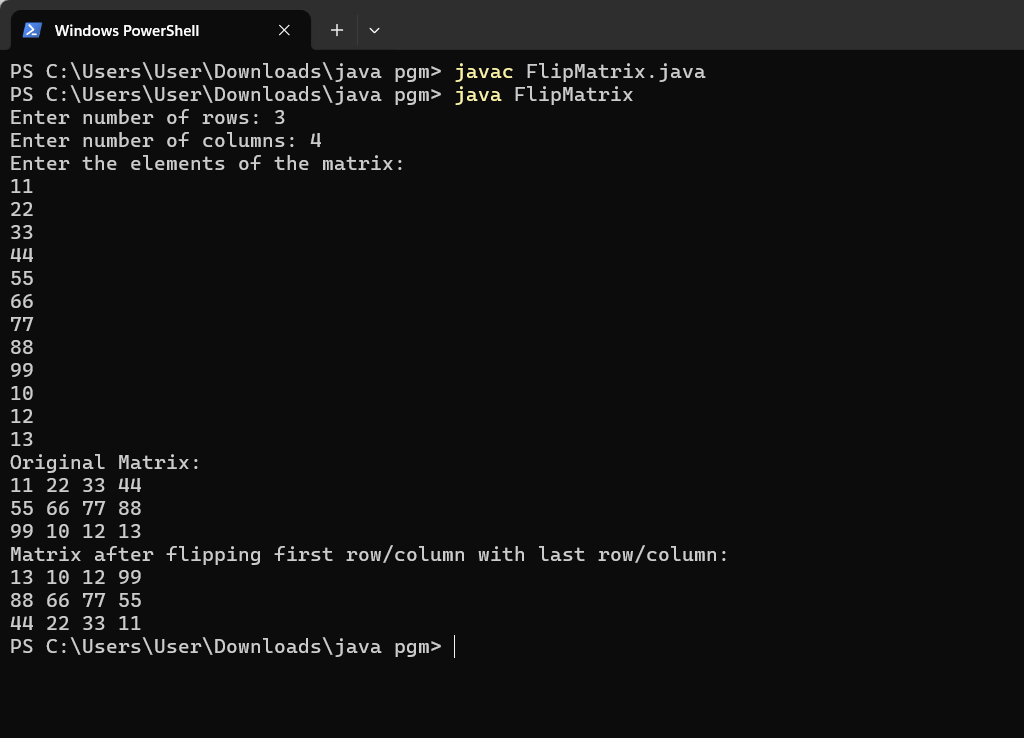 Windows PowerShell
PS C:\Users\User\Downloads\java pgm> javac FlipMatrix.java
PS C:\Users\User\Downloads\java pgm> java FlipMatrix
Enter number of rows: 3
Enter number of columns: 4
Enter the elements of the matrix:
11
22
33
44
55
66
77
88
99
10
12
13
Original Matrix:
11 22 33 44
55 66 77 88
99 10 12 13
Matrix after flipping first row/column with last row/column:
13 10 12 99
88 66 77 55
44 22 33 11
PS C:\Users\User\Downloads\java pgm>